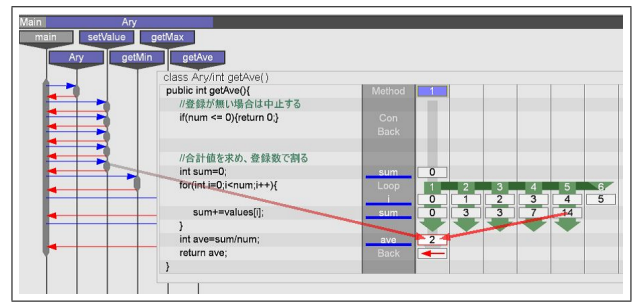 Main Ary
main setValue getMax
Ary getMin getAve
class Ary/int getAve()
public int getAve(){ Method 1
//登録が無い場合は中止する
if(num <= 0){return 0;} Con
Back
//合計値を求め、登録数で割る
int sum=0; sum 0
for(int i=0;i<num;i++){ Loop 1 2 3 4 5 6
i 0 1 2 3 4 5
sum+=values[i]; sum 0 3 3 7 14
}
int ave=sum/num; ave 2
return ave; Back
}